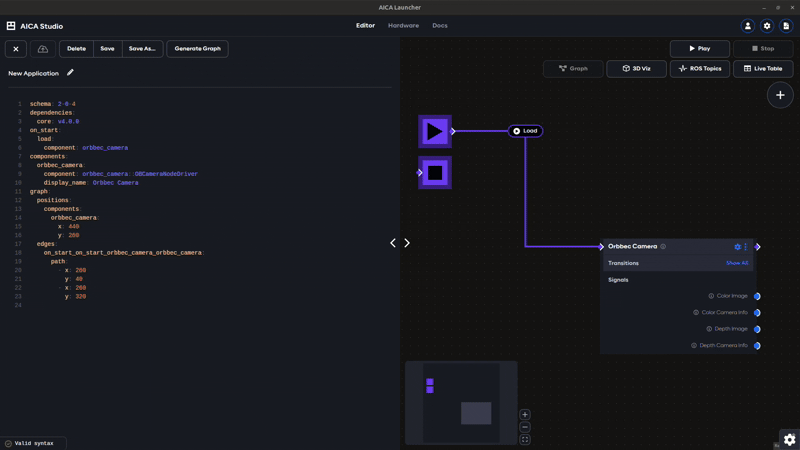 AICA Launcher
AICA Studio
Editor
Hardware
Docs
Delete
Save
Save As...
Generate Graph
Play
Stop
Graph
3D Viz
ROS Topics
Live Table
New Application
1 schema: 2-0-4
2 dependencies:
3 core: v4.0.0
4 on_start:
5 load:
6 component: orbbec_camera
7 components:
8 orbbec_camera:
9 component: orbbec_camera::OBCameraNodeDriver
10 display_name: Orbbec Camera
11 graph:
12 positions:
13 components:
14 orbbec_camera:
15 x: 440
16 y: 280
17 edges:
18 on_start_on_start_orbbec_camera_orbbec_camera:
19 path:
20 - x: 200
21 y: 40
22 - x: 260
23 y: 320
24
Load
Orbbec Camera
Transitions
Show All
Signals
Color Image
Color Camera Info
Depth Image
Depth Camera Info
Valid syntax